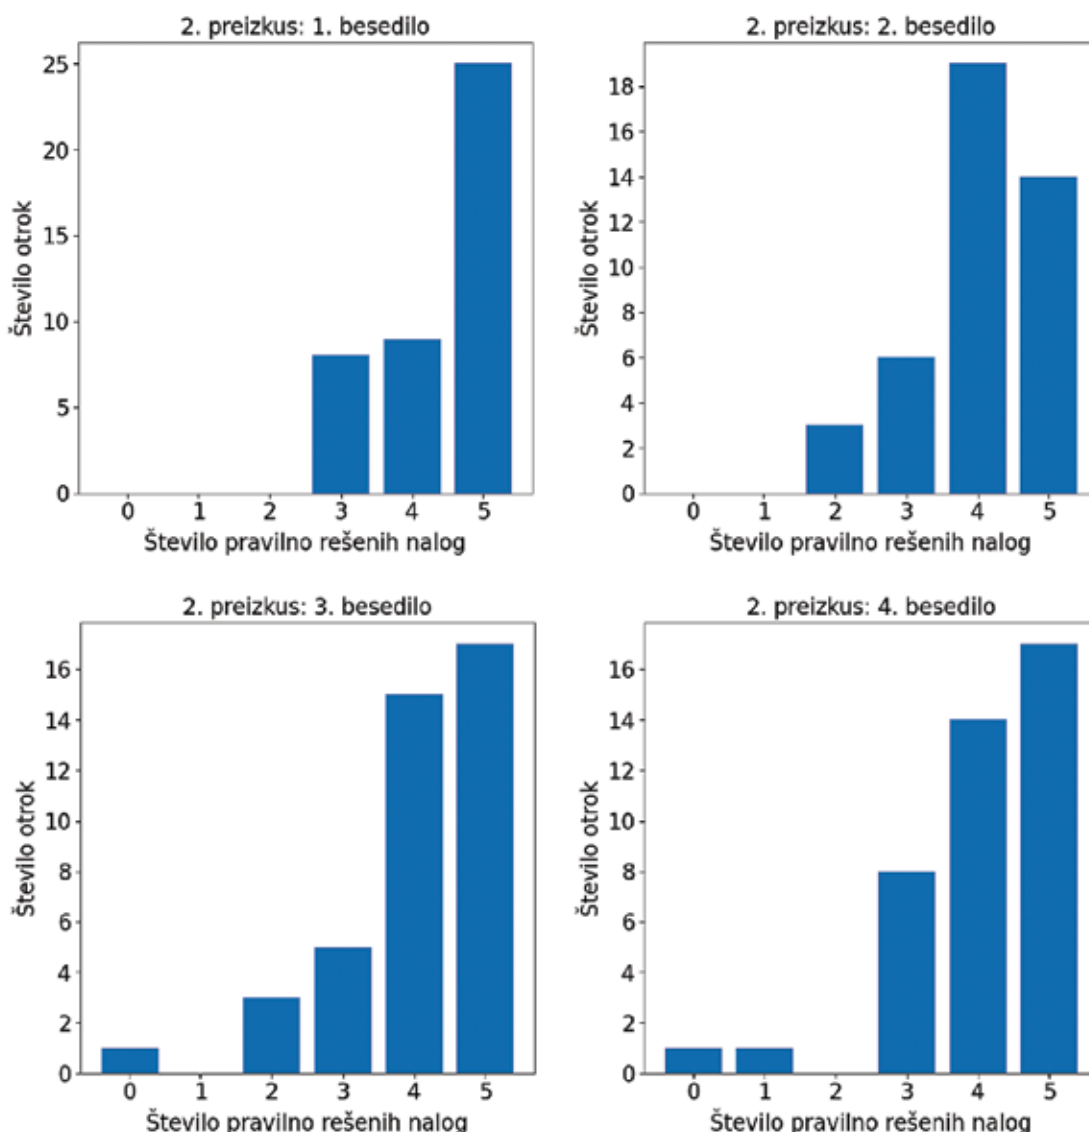 2. preizkus: 1. besedilo
Število otrok
25
20
15
10
5
0
0 1 2 3 4 5
Število pravilno rešenih nalog
2. preizkus: 2. besedilo
Število otrok
18
16
14
12
10
8
6
4
2
0
0 1 2 3 4 5
Število pravilno rešenih nalog
2. preizkus: 3. besedilo
Število otrok
16
14
12
10
8
6
4
2
0
0 1 2 3 4 5
Število pravilno rešenih nalog
2. preizkus: 4. besedilo
Število otrok
16
14
12
10
8
6
4
2
0
0 1 2 3 4 5
Število pravilno rešenih nalog